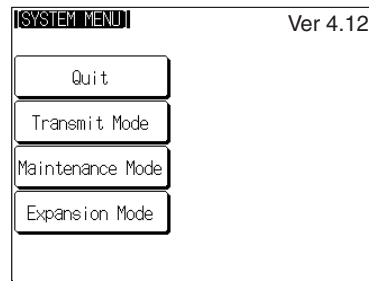 [SYSTEM MENU]
Ver 4.12
Quit
Transmit Mode
Maintenance Mode
Expansion Mode